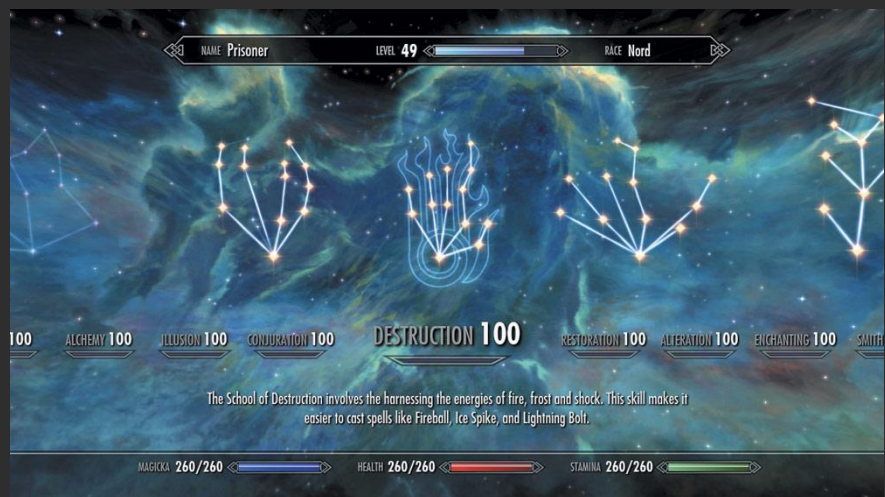 NAME Prisoner LEVEL 49 RACE Nord
100 ALCHEMY 100 ILLUSION 100 CONJURATION 100 DESTRUCTION 100 RESTORATION 100 ALTERATION 100 ENCHANTING 100 SMITH
The School of Destruction involves the harnessing the energies of fire, frost and shock. This skill makes it
easier to cast spells like Fireball, Ice Spike, and Lightning Bolt.
MAGICKA 260/260 HEALTH 260/260 STAMINA 260/260